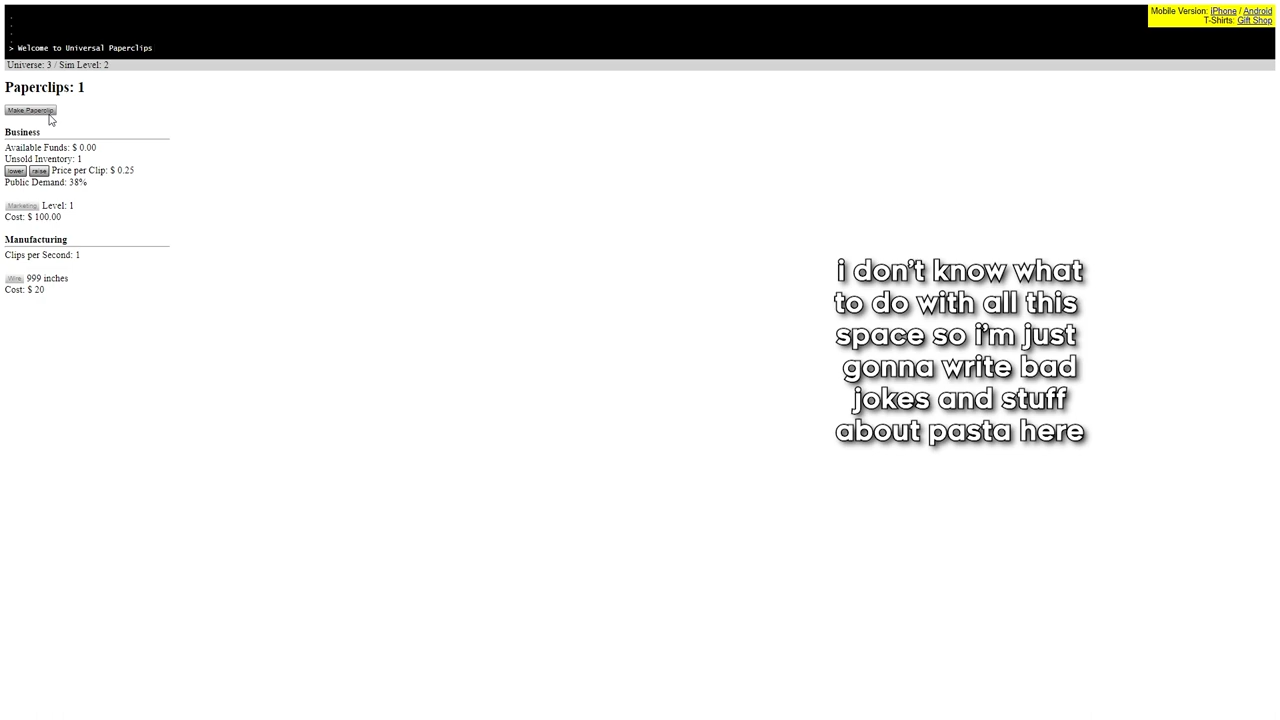 Mobile Version: iPhone / Android
T-Shirts: Gift Shop
.
.
.
.
> Welcome to Universal Paperclips
Universe: 3 / Sim Level: 2
Paperclips: 1
Make Paperclip
Business
Available Funds: $ 0.00
Unsold Inventory: 1
lower raise Price per Clip: $ 0.25
Public Demand: 38%
Marketing Level: 1
Cost: $ 100.00
Manufacturing
Clips per Second: 1
Wire 999 inches
Cost: $ 20
i don't know what
to do with all this
space so i'm just
gonna write bad
jokes and stuff
about pasta here